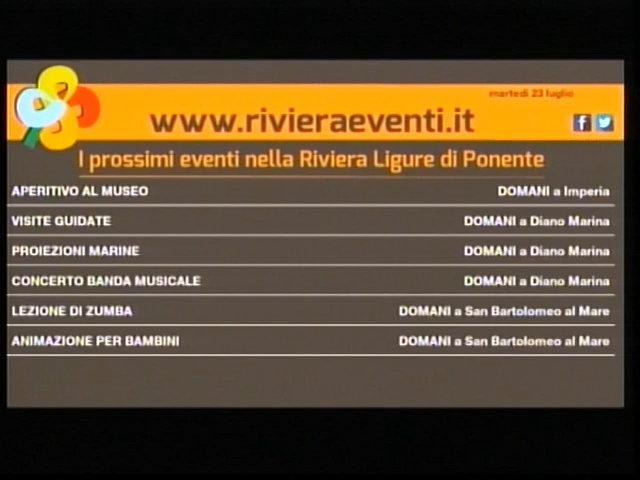 martedì 23 luglio
www.rivieraeventi.it
I prossimi eventi nella Riviera Ligure di Ponente
APERITIVO AL MUSEO DOMANI a Imperia
VISITE GUIDATE DOMANI a Diano Marina
PROIEZIONI MARINE DOMANI a Diano Marina
CONCERTO BANDA MUSICALE DOMANI a Diano Marina
LEZIONE DI ZUMBA DOMANI a San Bartolomeo al Mare
ANIMAZIONE PER BAMBINI DOMANI a San Bartolomeo al Mare